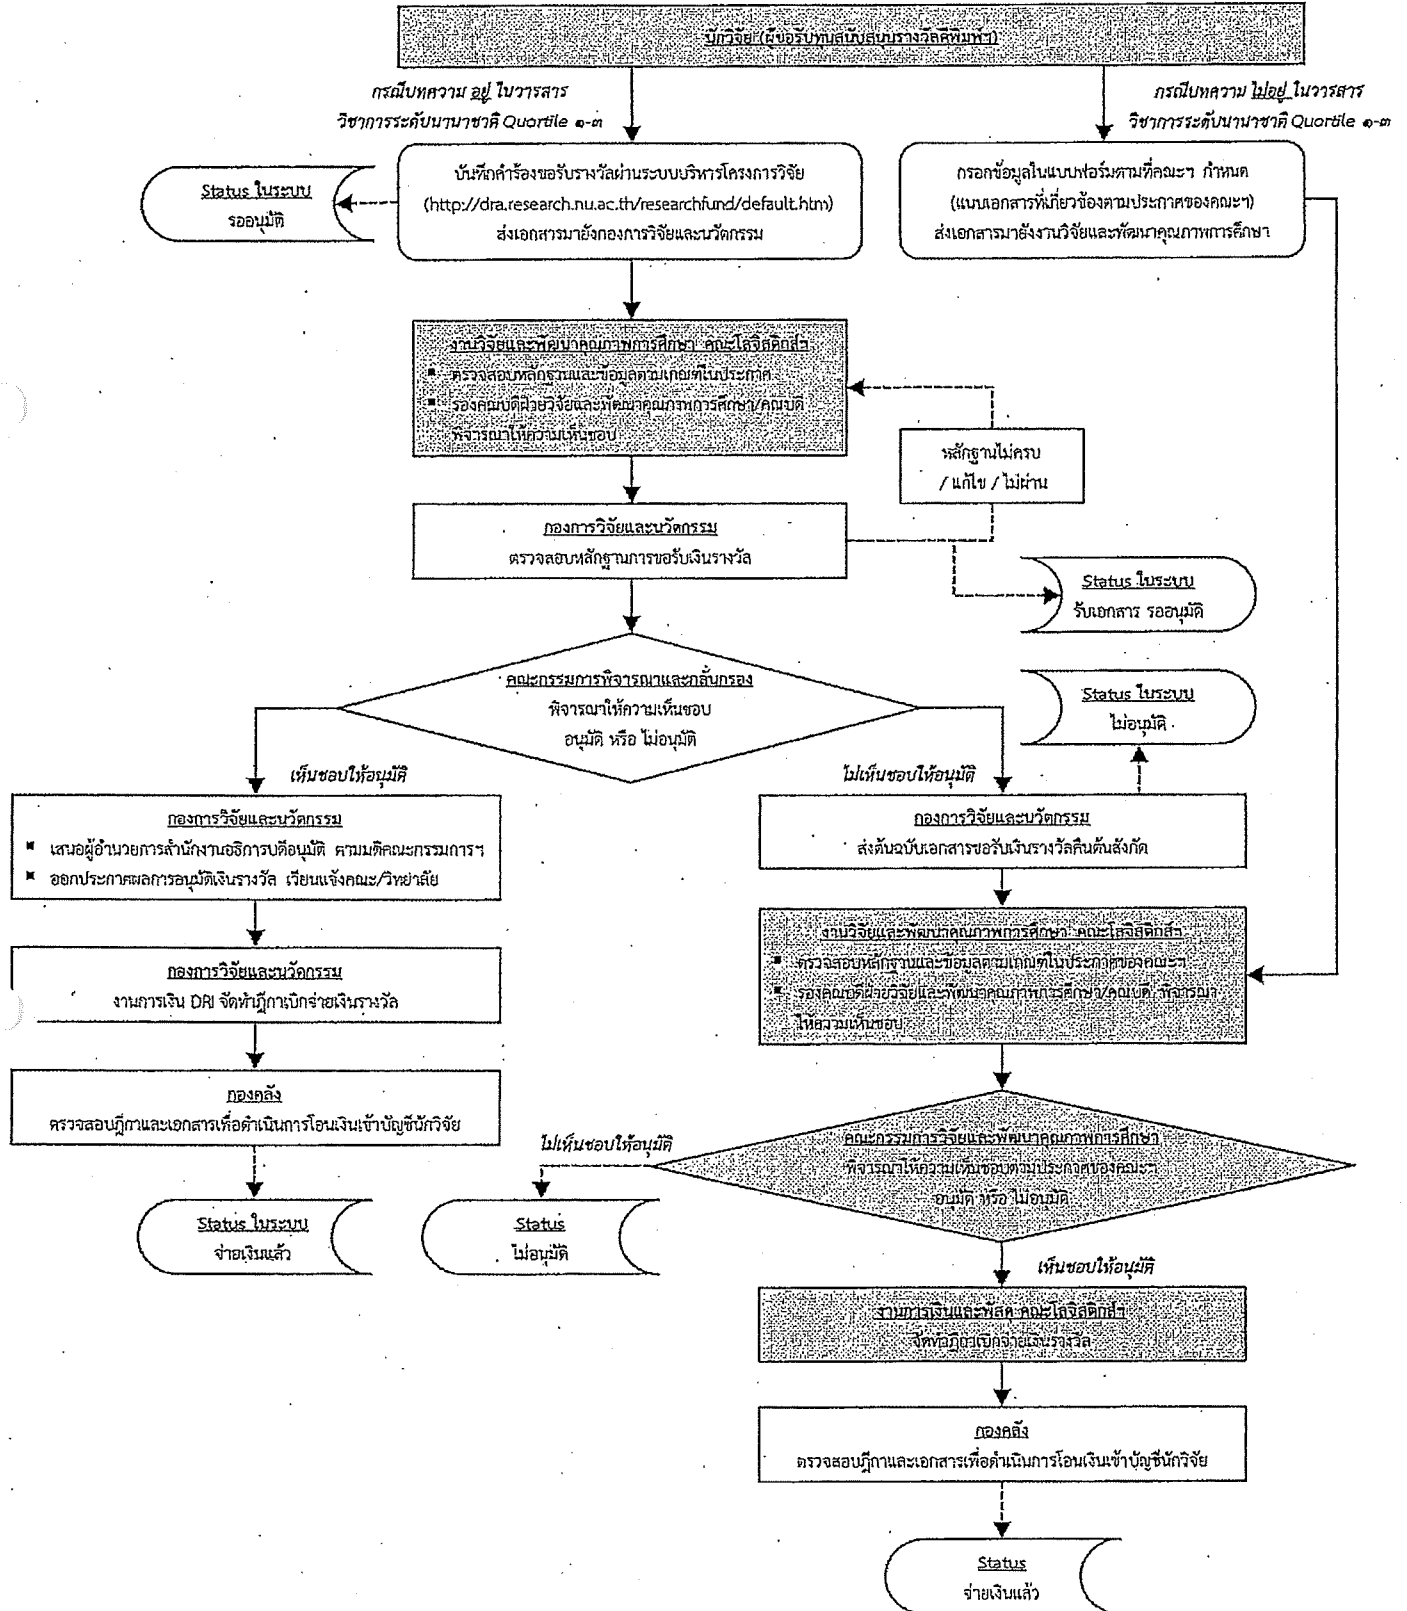 นักวิจัย (ผู้ขอรับทุนสนับสนุนรางวัลตีพิมพ์ฯ)
กรณีบทความ อยู่ ในวารสาร
วิชาการระดับนานาชาติ Quartile ๑-๓
กรณีบทความ ไม่อยู่ ในวารสาร
วิชาการระดับนานาชาติ Quartile ๑-๓
Status ในระบบ
รออนุมัติ
บันทึกคำร้องขอรับรางวัลผ่านระบบบริหารโครงการวิจัย
(http://dra.research.nu.ac.th/researchfund/default.htm)
ส่งเอกสารมายังกองการวิจัยและนวัตกรรม
กรอกข้อมูลในแบบฟอร์มตามที่คณะฯ กำหนด
(แนบเอกสารที่เกี่ยวข้องตามประกาศของคณะฯ)
ส่งเอกสารมายังงานวิจัยและพัฒนาคุณภาพการศึกษา
งานวิจัยและพัฒนาคุณภาพการศึกษา คณะโลจิสติกส์ฯ
▪ ตรวจสอบหลักฐานและข้อมูลตามเกณฑ์ในประกาศ
▪ รองคณบดีฝ่ายวิจัยและพัฒนาคุณภาพการศึกษา/คณบดี
พิจารณาให้ความเห็นชอบ
หลักฐานไม่ครบ
/ แก้ไข / ไม่ผ่าน
กองการวิจัยและนวัตกรรม
ตรวจสอบหลักฐานการขอรับเงินรางวัล
Status ในระบบ
รับเอกสาร รออนุมัติ
คณะกรรมการพิจารณาและกลั่นกรอง
พิจารณาให้ความเห็นชอบ
อนุมัติ หรือ ไม่อนุมัติ
Status ในระบบ
ไม่อนุมัติ
เห็นชอบให้อนุมัติ
ไม่เห็นชอบให้อนุมัติ
กองการวิจัยและนวัตกรรม
▪ เสนอผู้อำนวยการสำนักงานอธิการบดีอนุมัติ ตามมติคณะกรรมการฯ
▪ ออกประกาศผลการอนุมัติเงินรางวัล เวียนแจ้งคณะ/วิทยาลัย
กองการวิจัยและนวัตกรรม
ส่งต้นฉบับเอกสารขอรับเงินรางวัลคืนต้นสังกัด
งานวิจัยและพัฒนาคุณภาพการศึกษา คณะโลจิสติกส์ฯ
▪ ตรวจสอบหลักฐานและข้อมูลตามเกณฑ์ในประกาศของคณะฯ
▪ รองคณบดีฝ่ายวิจัยและพัฒนาคุณภาพการศึกษา/คณบดี พิจารณา
ให้ความเห็นชอบ
กองการวิจัยและนวัตกรรม
งานการเงิน DRI จัดทำฎีกาเบิกจ่ายเงินรางวัล
กองคลัง
ตรวจสอบฎีกาและเอกสารเพื่อดำเนินการโอนเงินเข้าบัญชีนักวิจัย
ไม่เห็นชอบให้อนุมัติ
คณะกรรมการวิจัยและพัฒนาคุณภาพการศึกษา
พิจารณาให้ความเห็นชอบตามประกาศของคณะฯ
อนุมัติ หรือ ไม่อนุมัติ
Status ในระบบ
จ่ายเงินแล้ว
Status
ไม่อนุมัติ
เห็นชอบให้อนุมัติ
งานการเงินและพัสดุ คณะโลจิสติกส์ฯ
จัดทำฎีกาเบิกจ่ายเงินรางวัล
กองคลัง
ตรวจสอบฎีกาและเอกสารเพื่อดำเนินการโอนเงินเข้าบัญชีนักวิจัย
Status
จ่ายเงินแล้ว